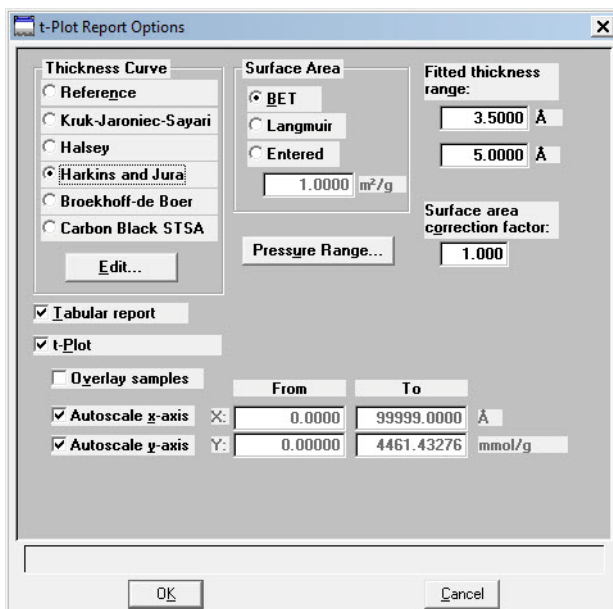 t-Plot Report Options
Thickness Curve
Reference
Kruk-Jaroniec-Sayari
Halsey
Harkins and Jura
Broekhoff-de Boer
Carbon Black STSA
Edit...
Surface Area
BET
Langmuir
Entered
1.0000 m²/g
Pressure Range...
Fitted thickness
range:
3.5000 Å
5.0000 Å
Surface area
correction factor:
1.000
Tabular report
t-Plot
Overlay samples
From To
Autoscale x-axis X: 0.0000 99999.0000 Å
Autoscale y-axis Y: 0.00000 4461.43276 mmol/g
OK Cancel